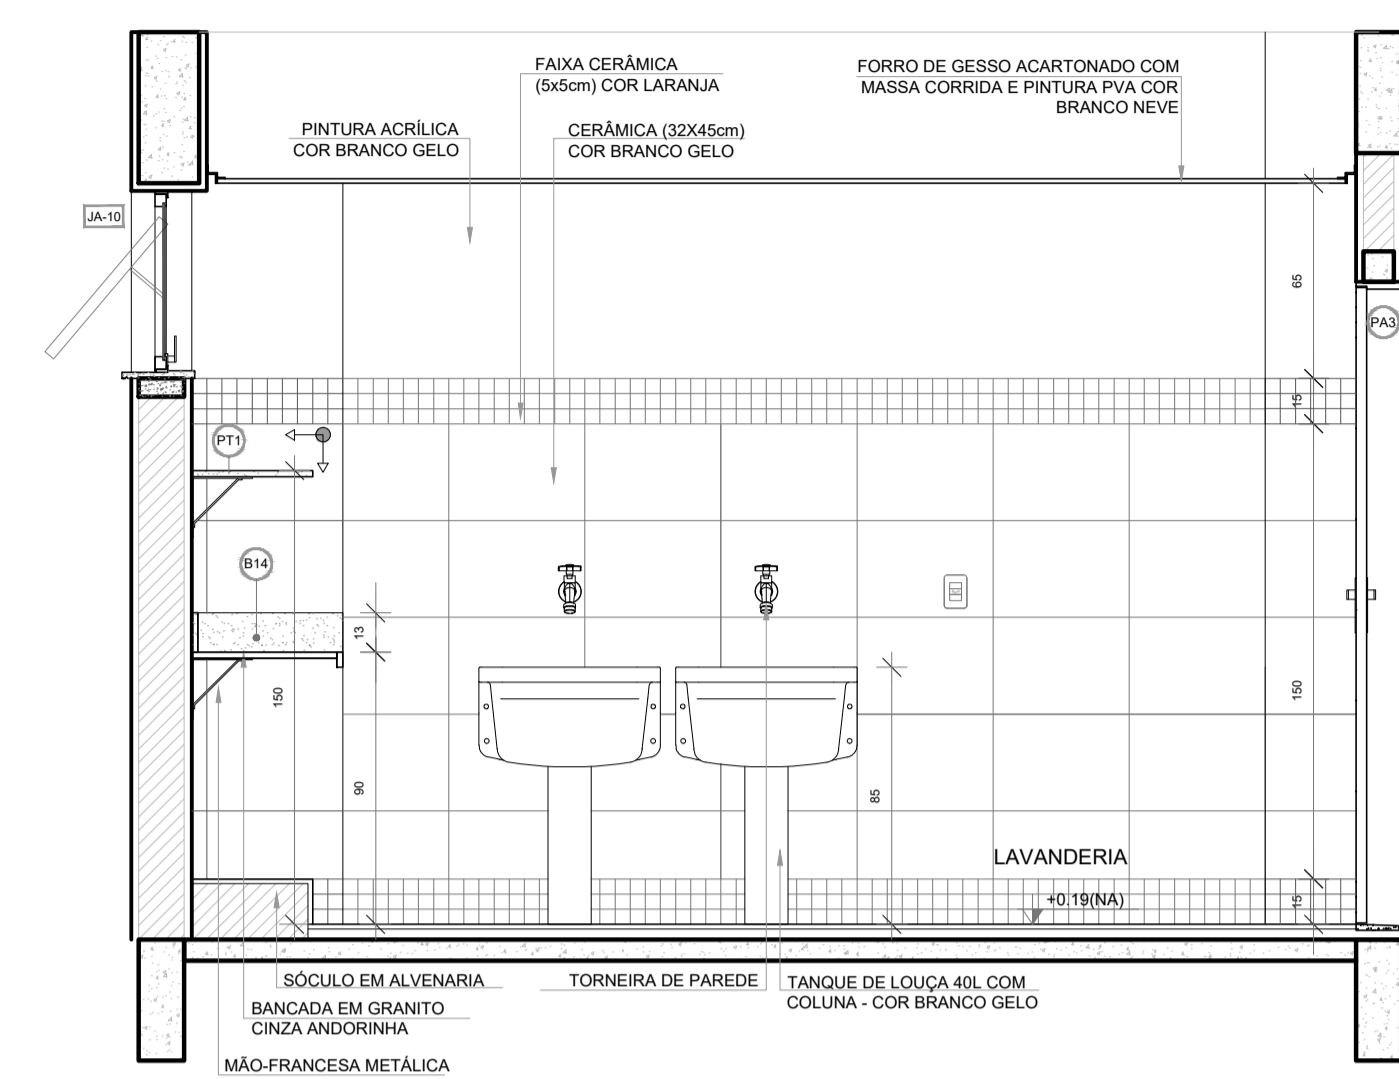 FAIXA CERÂMICA
(5x5cm) COR LARANJA
FORRO DE GESSO ACARTONADO COM
MASSA CORRIDA E PINTURA PVA COR
BRANCO NEVE
PINTURA ACRÍLICA
COR BRANCO GELO
CERÂMICA (32X45cm)
COR BRANCO GELO
JA-10
65
PA3
15
PT1
B14
13
150
150
90
85
LAVANDERIA
+0.19(NA)
15
SÓCULO EM ALVENARIA
TORNEIRA DE PAREDE
TANQUE DE LOUÇA 40L COM
COLUNA - COR BRANCO GELO
BANCADA EM GRANITO
CINZA ANDORINHA
MÃO-FRANCESA METÁLICA